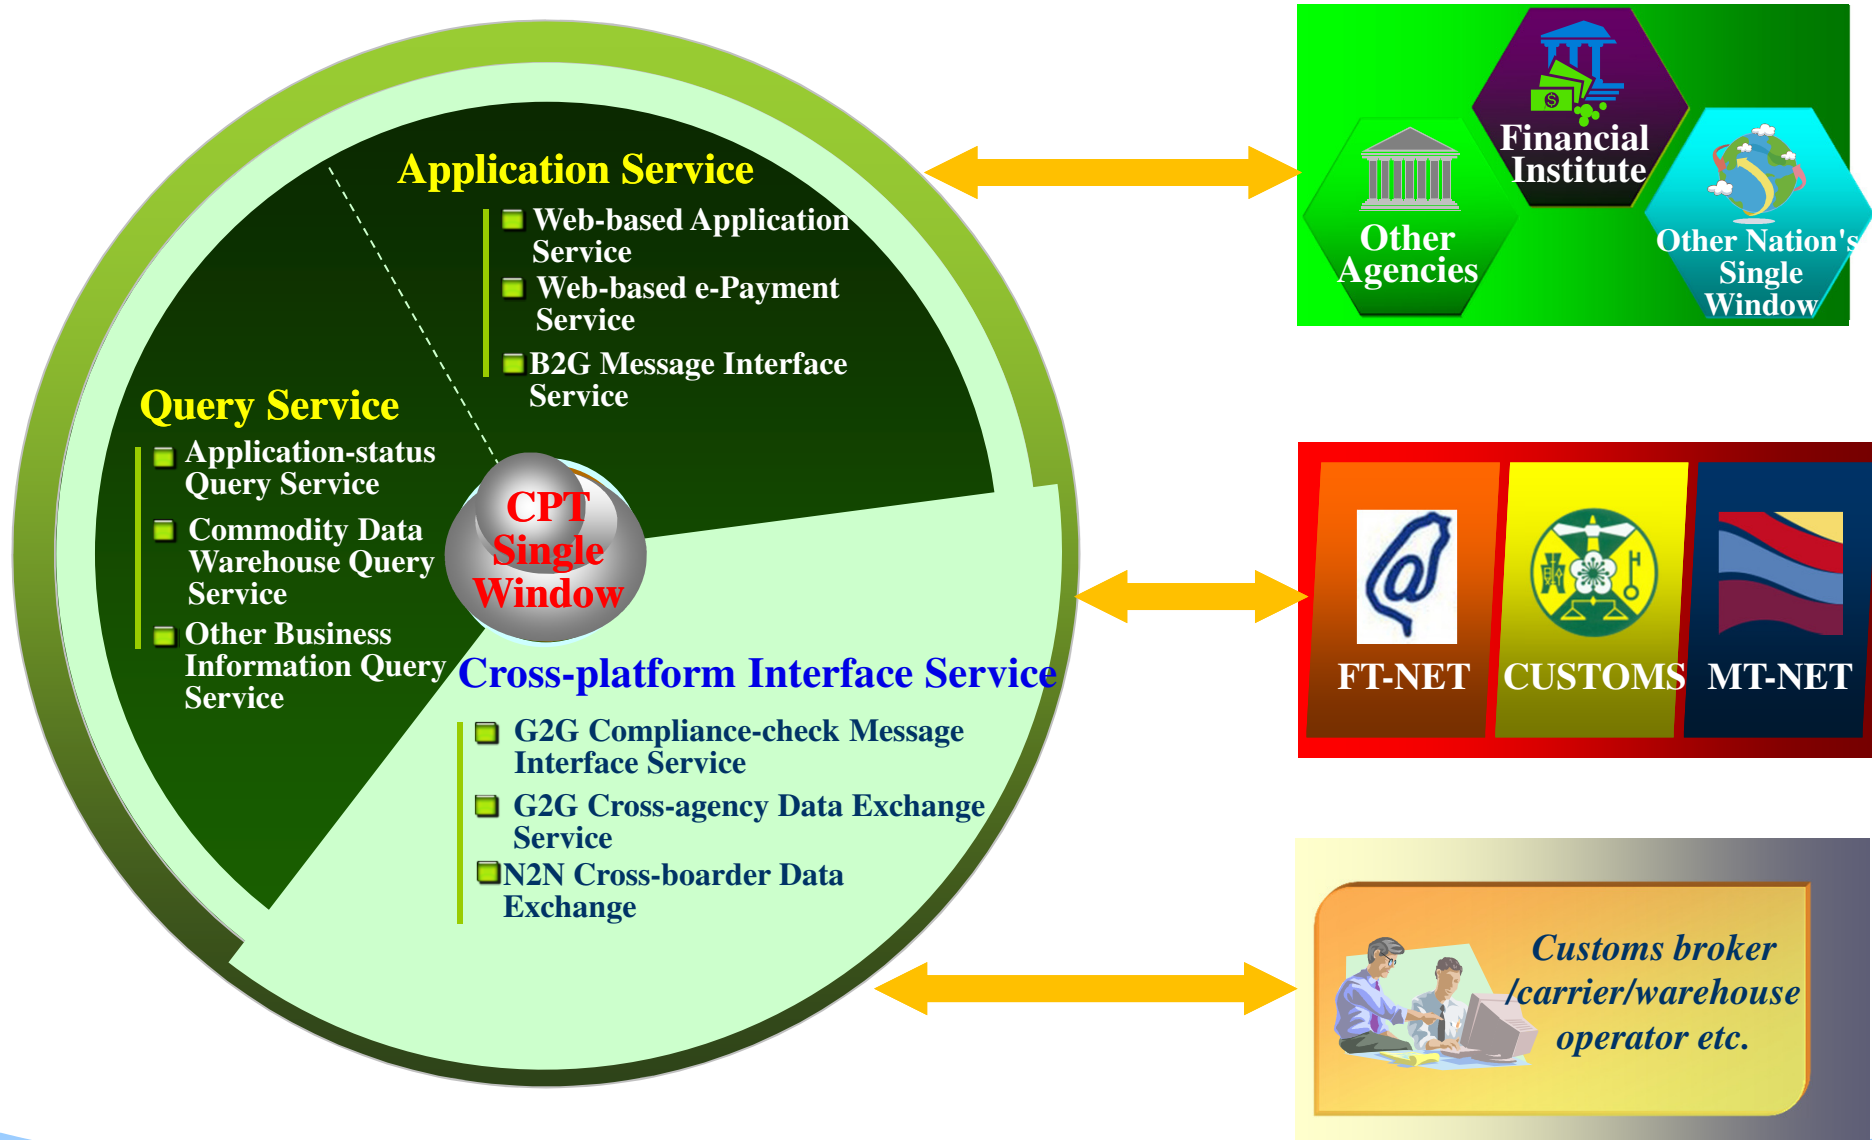 Application Service
Web-based Application
Service
Web-based e-Payment
Service
B2G Message Interface
Service
Query Service
Application-status
Query Service
Commodity Data
Warehouse Query
Service
Other Business
Information Query
Service
CPT
Single
Window
Cross-platform Interface Service
G2G Compliance-check Message
Interface Service
G2G Cross-agency Data Exchange
Service
N2N Cross-boarder Data
Exchange
Financial
Institute
Other
Agencies
Other Nation's
Single
Window
FT-NET
CUSTOMS
MT-NET
Customs broker
/carrier/warehouse
operator etc.